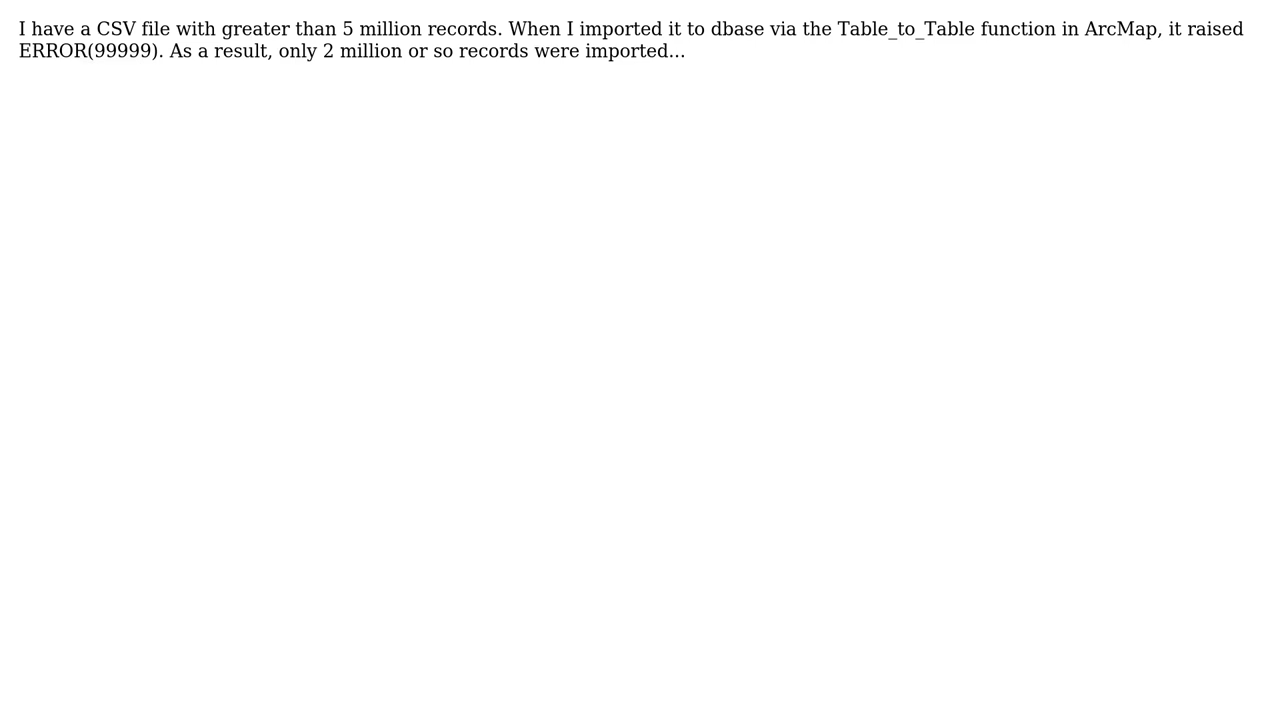 I have a CSV file with greater than 5 million records. When I imported it to dbase via the Table_to_Table function in ArcMap, it raised
ERROR(99999). As a result, only 2 million or so records were imported...